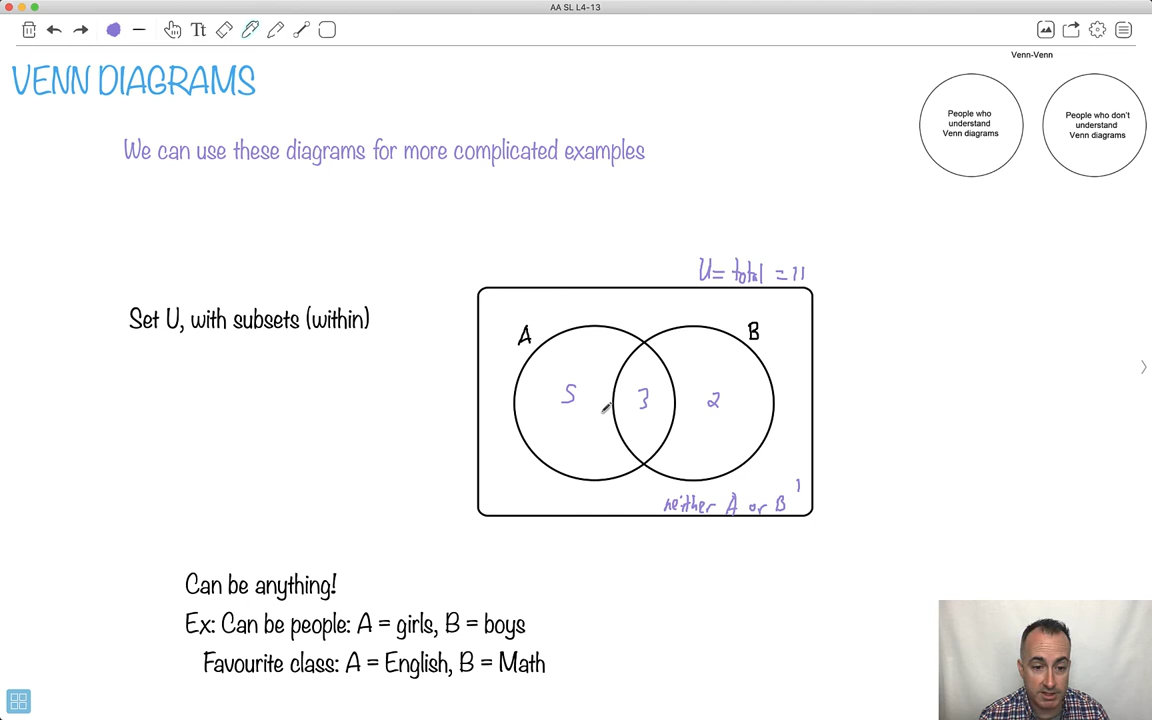 AA SL L4-13
Tt
Venn-Venn
VENN DIAGRAMS
People who
understand
Venn diagrams
People who don't
understand
Venn diagrams
We can use these diagrams for more complicated examples
U = total = 11
Set U, with subsets (within)
A
B
5
3
2
1
neither A or B
Can be anything!
Ex: Can be people: A = girls, B = boys
Favourite class: A = English, B = Math